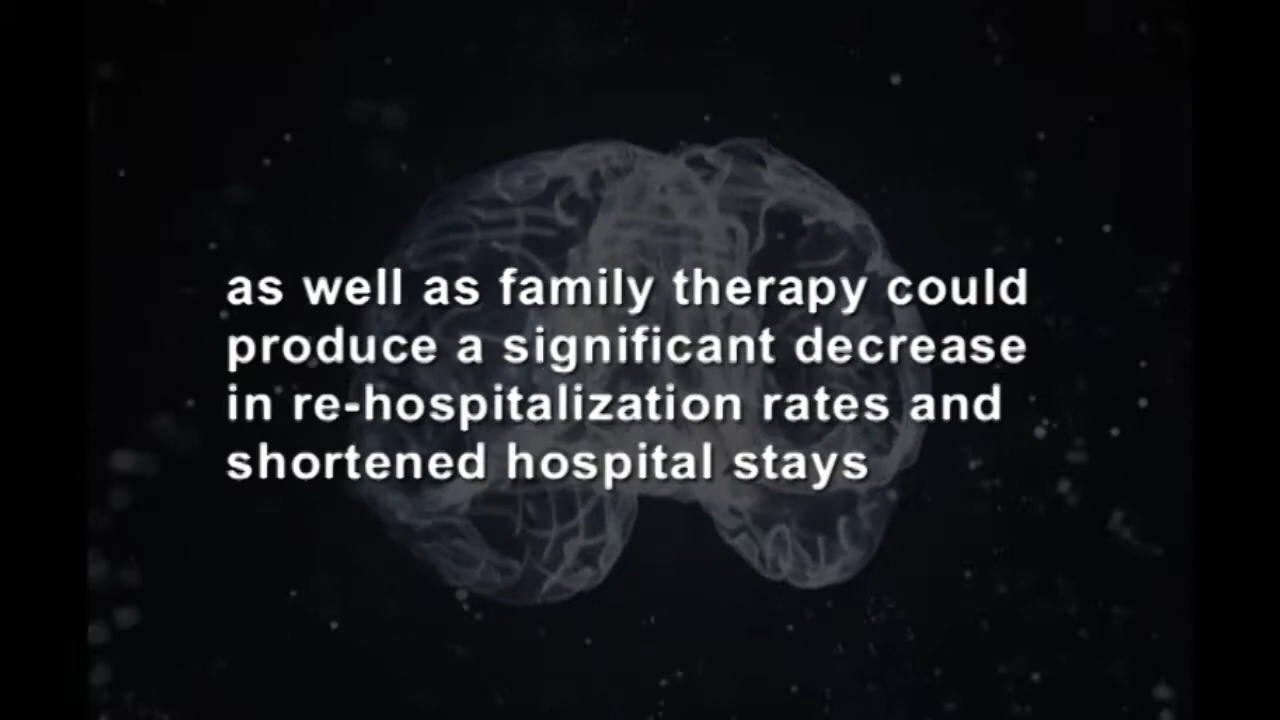 as well as family therapy could
produce a significant decrease
in re-hospitalization rates and
shortened hospital stays